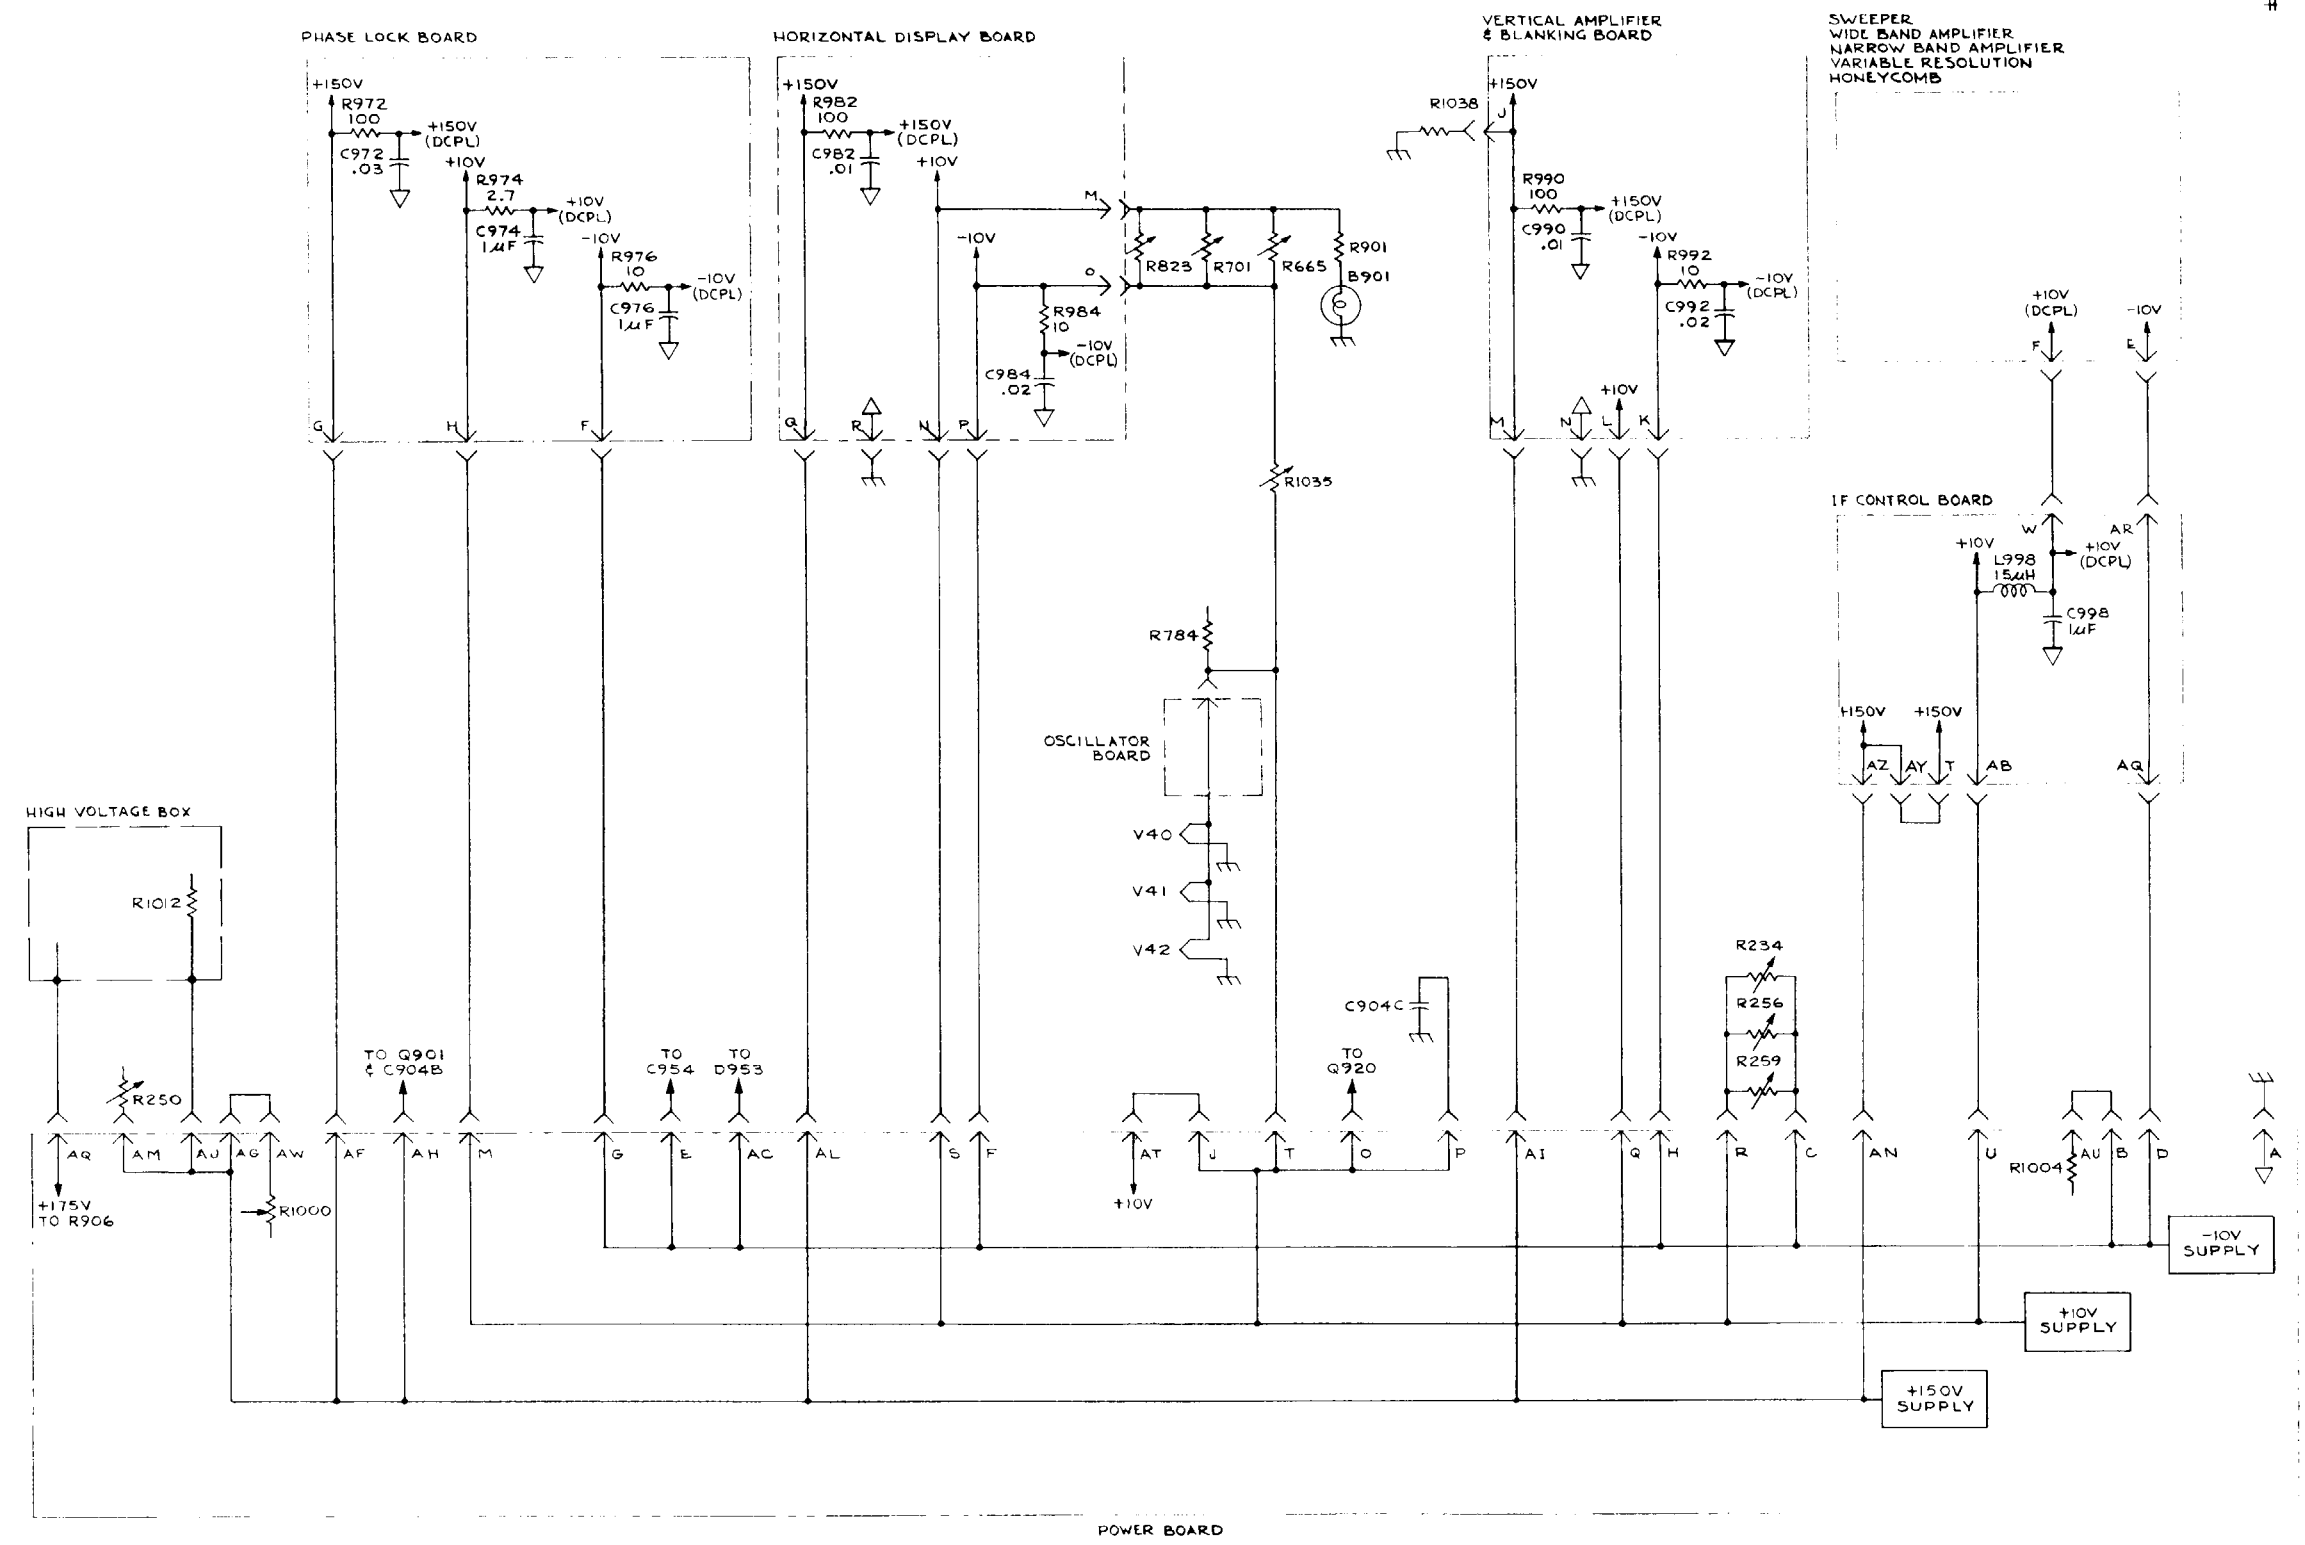 PHASE LOCK BOARD
+150V
R972
100
+150V
(DCPL)
C972
.03
+10V
R974
2.7
+10V
(DCPL)
C974
1µF
-10V
R976
10
-10V
(DCPL)
C976
1µF
G
H
F
HORIZONTAL DISPLAY BOARD
+150V
R982
100
+150V
(DCPL)
C982
.01
+10V
M
-10V
O
R984
10
-10V
(DCPL)
C984
.02
Q
R
N
P
R823
R701
R665
R901
B901
R1035
VERTICAL AMPLIFIER
& BLANKING BOARD
+150V
R1038
J
R990
100
+150V
(DCPL)
C990
.01
-10V
R992
10
-10V
(DCPL)
C992
.02
+10V
M
N
L
K
SWEEPER
WIDE BAND AMPLIFIER
NARROW BAND AMPLIFIER
VARIABLE RESOLUTION
HONEYCOMB
+10V
(DCPL)
-10V
F
E
IF CONTROL BOARD
W
AR
+10V
L998
15µH
+10V
(DCPL)
C998
1µF
+150V
+150V
AZ
AY
T
AB
AQ
R784
OSCILLATOR
BOARD
V40
V41
V42
HIGH VOLTAGE BOX
R1012
R250
TO Q901
& C904B
TO
C954
TO
D953
C904C
TO
Q920
R234
R256
R259
AQ
AM
AJ
AG
AW
AF
AH
M
G
E
AC
AL
S
F
AT
J
T
O
P
AI
Q
H
R
C
AN
U
R1004
AU
B
D
A
+175V
TO R906
R1000
+10V
-10V
SUPPLY
+10V
SUPPLY
+150V
SUPPLY
POWER BOARD